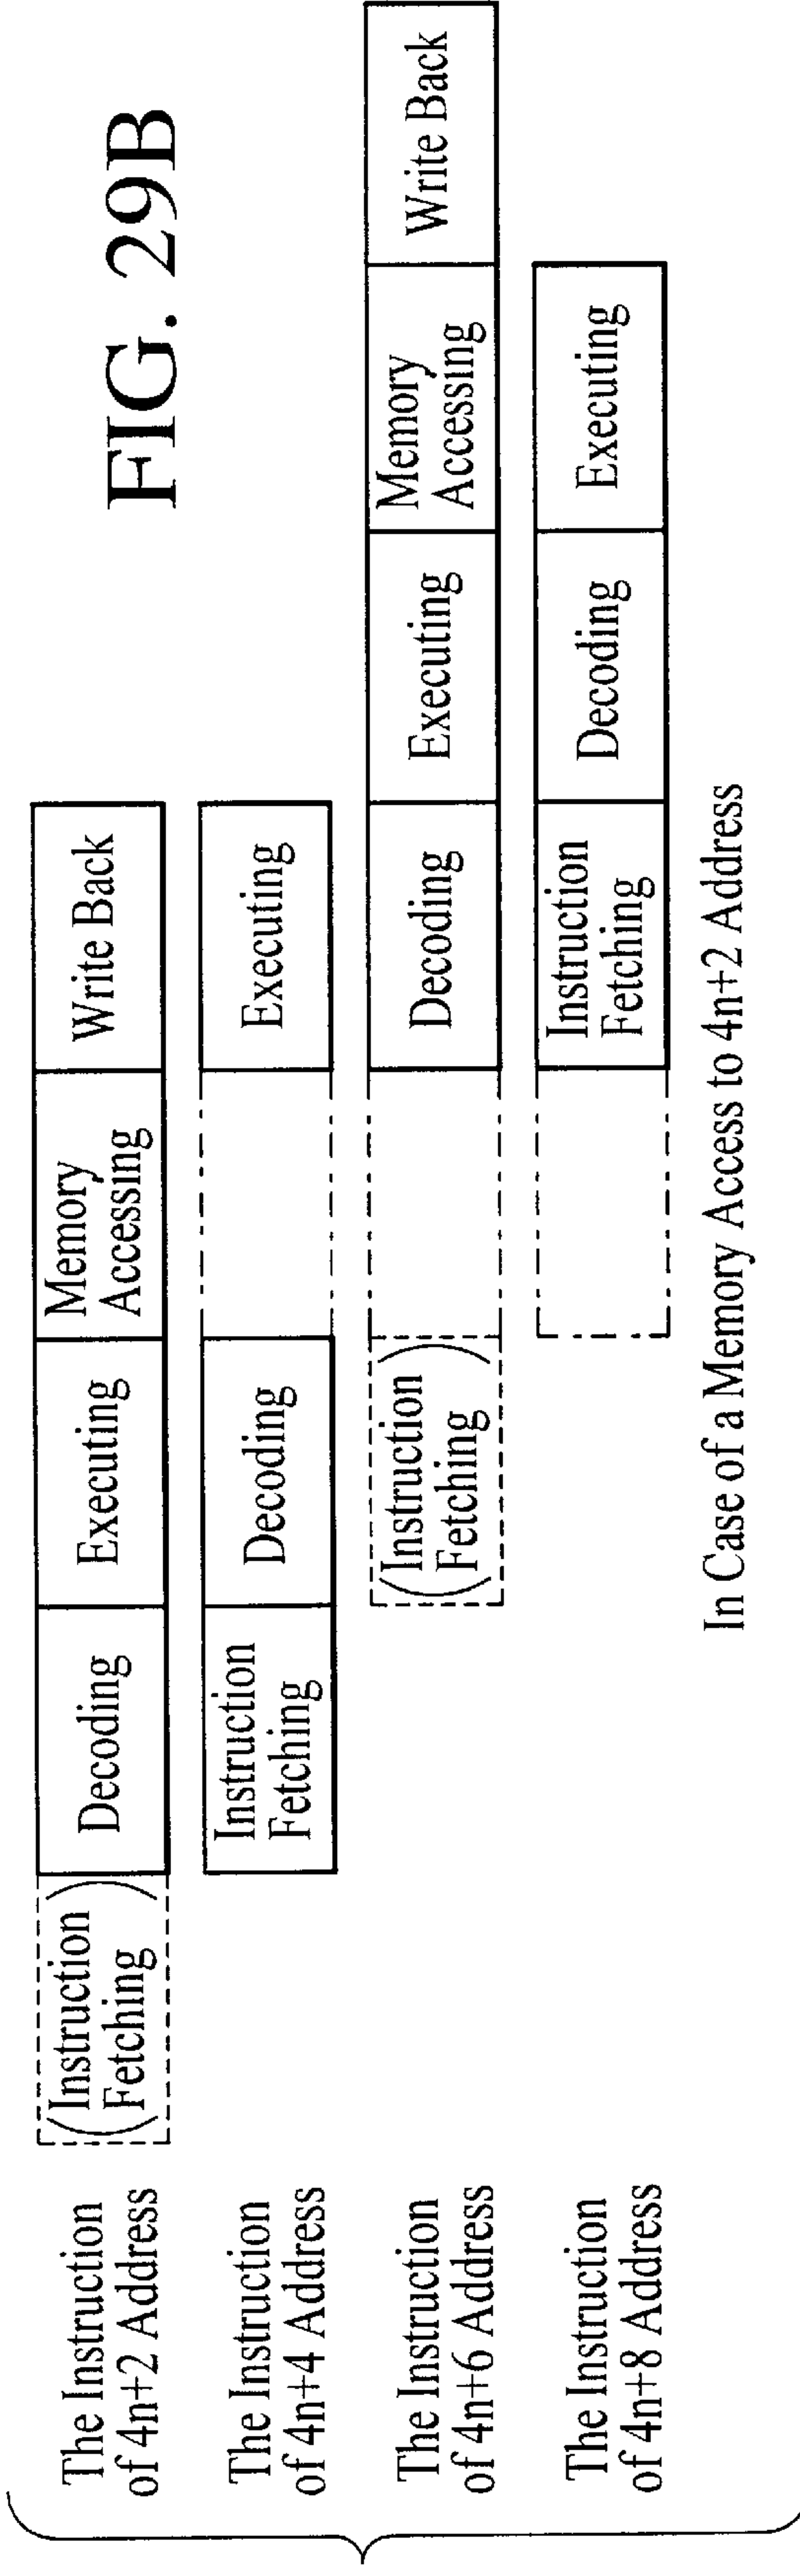 FIG. 29B
The Instruction
of 4n+2 Address
(Instruction
Fetching)
Decoding
Executing
Memory
Accessing
Write Back
The Instruction
of 4n+4 Address
Instruction
Fetching
Decoding
Executing
The Instruction
of 4n+6 Address
(Instruction
Fetching)
Decoding
Executing
Memory
Accessing
Write Back
The Instruction
of 4n+8 Address
Instruction
Fetching
Decoding
Executing
In Case of a Memory Access to 4n+2 Address